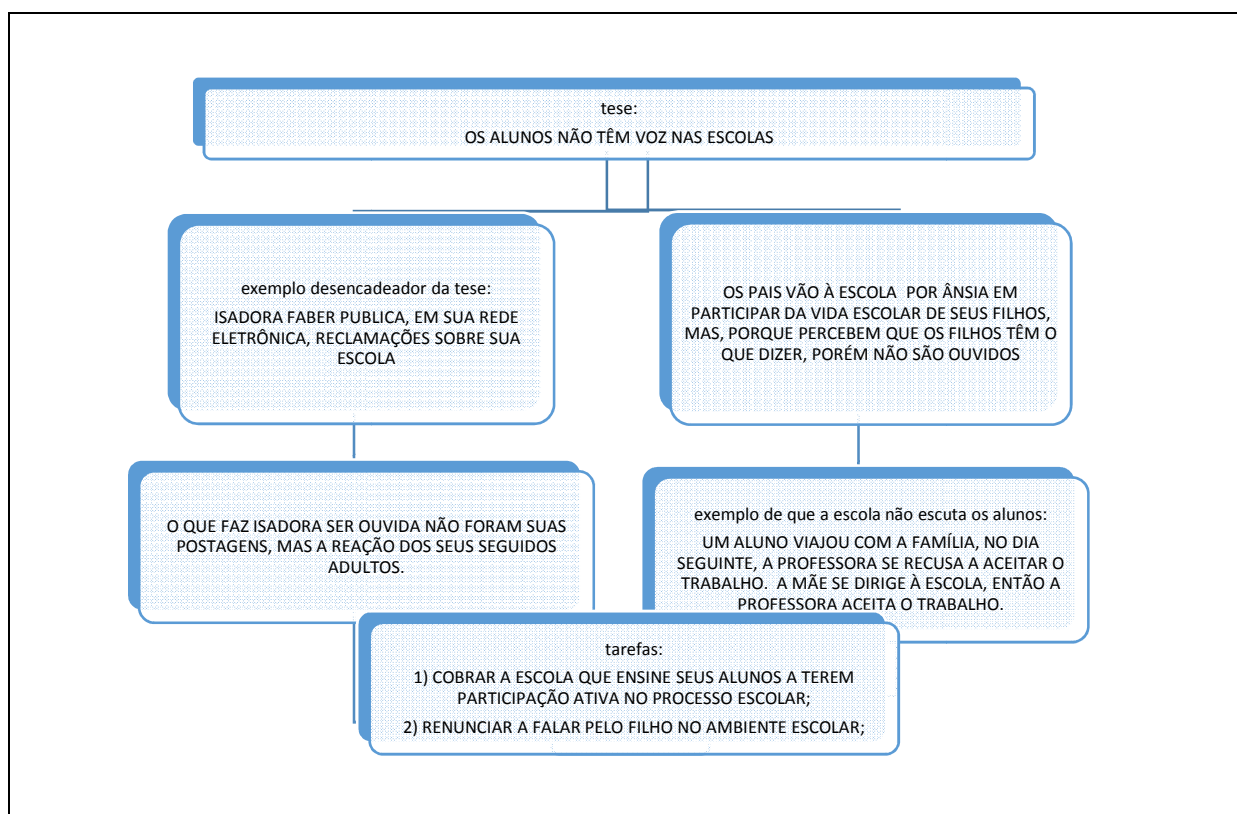 tese:
OS ALUNOS NÃO TÊM VOZ NAS ESCOLAS
exemplo desencadeador da tese:
ISADORA FABER PUBLICA, EM SUA REDE
ELETRÔNICA, RECLAMAÇÕES SOBRE SUA
ESCOLA
OS PAIS VÃO À ESCOLA POR ÂNSIA EM
PARTICIPAR DA VIDA ESCOLAR DE SEUS FILHOS,
MAS, PORQUE PERCEBEM QUE OS FILHOS TÊM O
QUE DIZER, PORÉM NÃO SÃO OUVIDOS
O QUE FAZ ISADORA SER OUVIDA NÃO FORAM SUAS
POSTAGENS, MAS A REAÇÃO DOS SEUS SEGUIDOS
ADULTOS.
exemplo de que a escola não escuta os alunos:
UM ALUNO VIAJOU COM A FAMÍLIA, NO DIA
SEGUINTE, A PROFESSORA SE RECUSA A ACEITAR O
TRABALHO. A MÃE SE DIRIGE À ESCOLA, ENTÃO A
PROFESSORA ACEITA O TRABALHO.
tarefas:
1) COBRAR A ESCOLA QUE ENSINE SEUS ALUNOS A TEREM
PARTICIPAÇÃO ATIVA NO PROCESSO ESCOLAR;
2) RENUNCIAR A FALAR PELO FILHO NO AMBIENTE ESCOLAR;